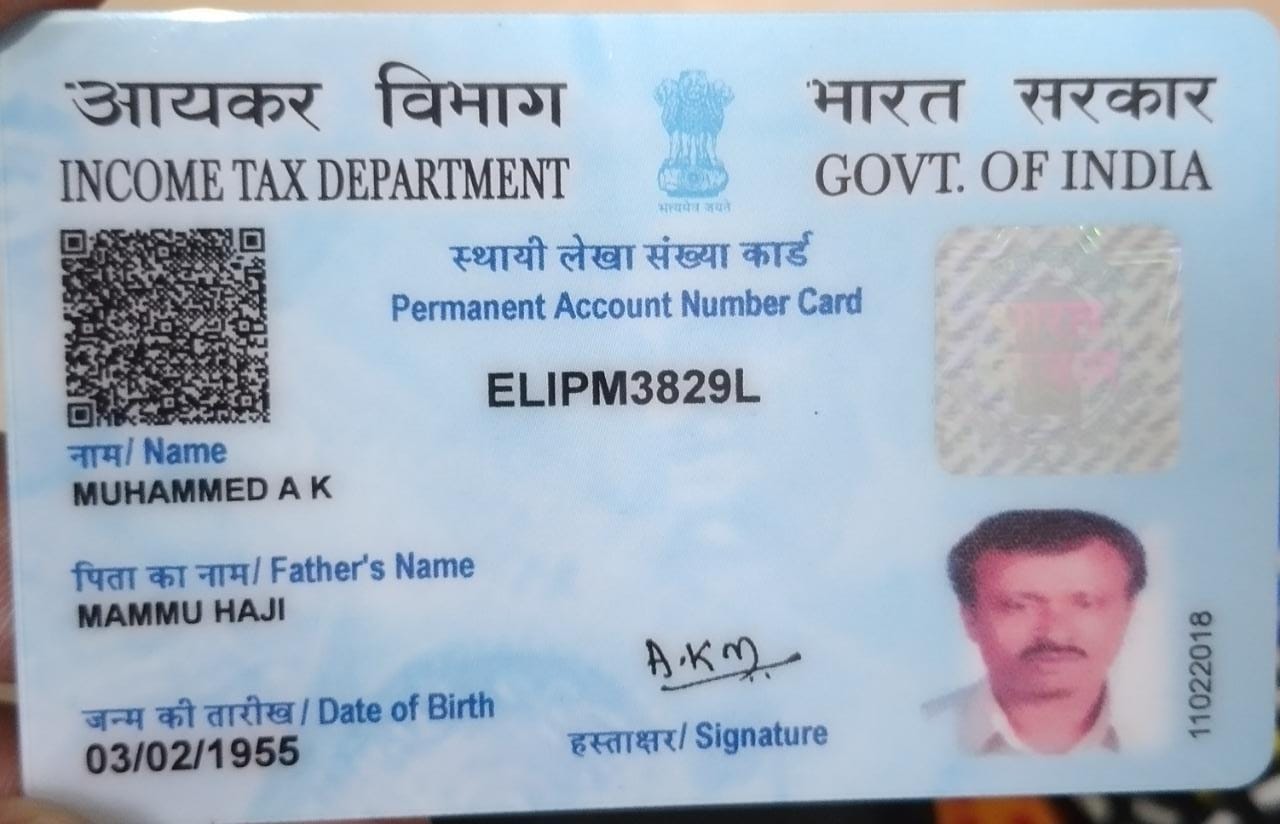 आयकर विभाग
INCOME TAX DEPARTMENT
भारत सरकार
GOVT. OF INDIA
सत्यमेव जयते
स्थायी लेखा संख्या कार्ड
Permanent Account Number Card
ELIPM3829L
नाम/ Name
MUHAMMED A K
पिता का नाम/ Father's Name
MAMMU HAJI
जन्म की तारीख/ Date of Birth
03/02/1955
A.K.M
हस्ताक्षर/ Signature
11022018